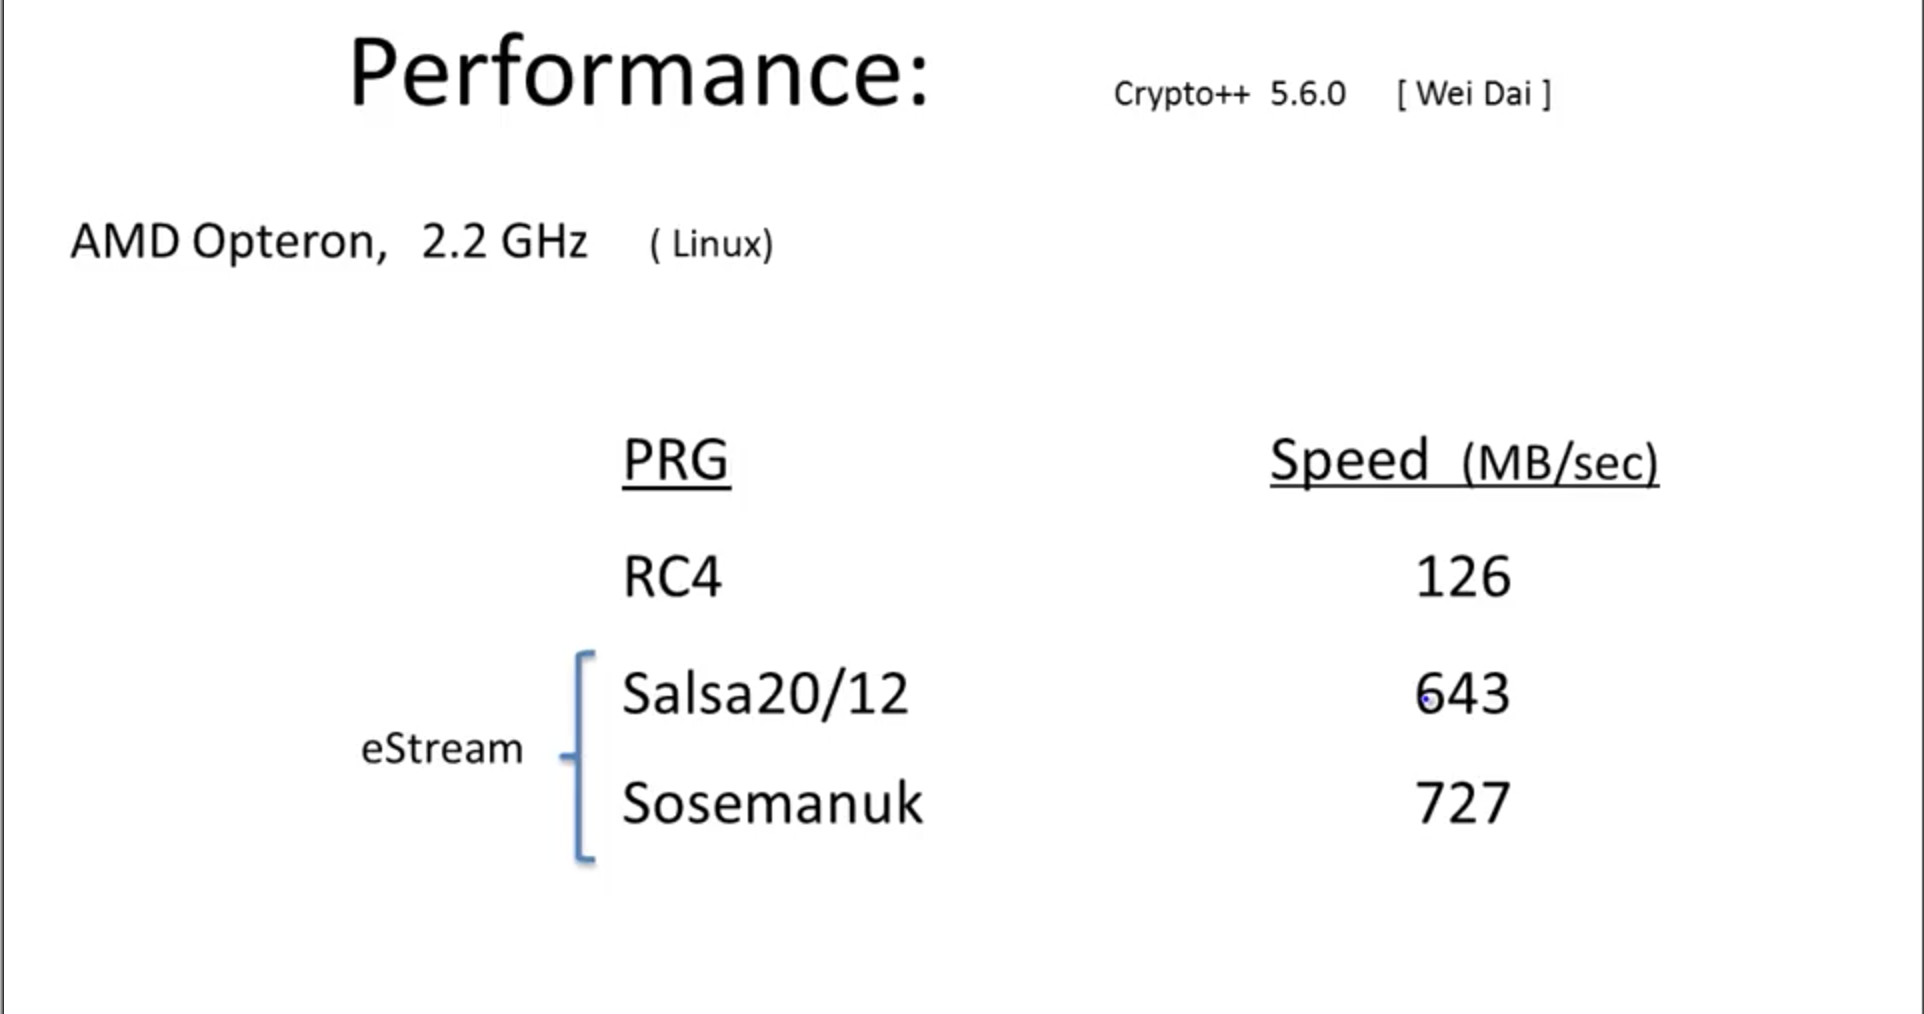 Performance: Crypto++ 5.6.0 [ Wei Dai ]
AMD Opteron, 2.2 GHz ( Linux)
PRG Speed (MB/sec)
RC4 126
Salsa20/12 643
eStream
Sosemanuk 727